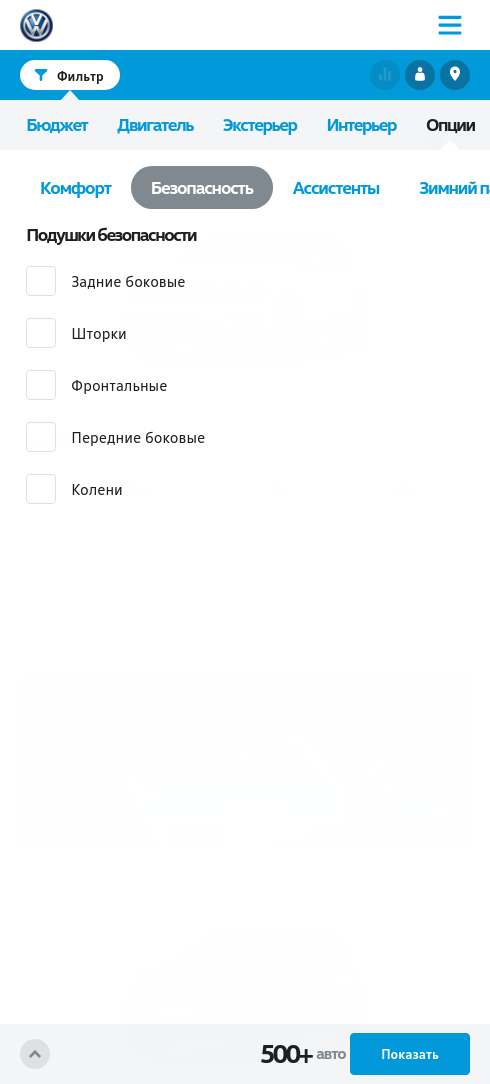 Фильтр
Бюджет Двигатель Экстерьер Интерьер Опции
Комфорт Безопасность Ассистенты Зимний па
Подушки безопасности
Задние боковые
Шторки
Фронтальные
Передние боковые
Колени
500+ авто Показать